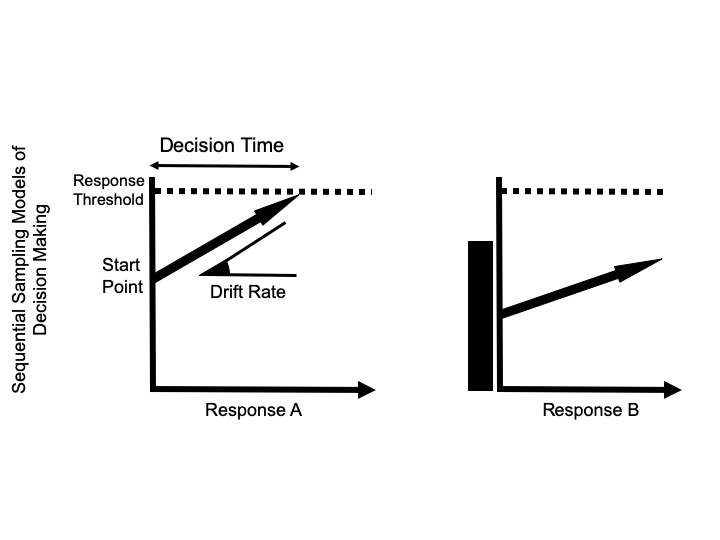 Sequential Sampling Models of
Decision Making
Decision Time
Response
Threshold
Start
Point
Drift Rate
Response A
Response B